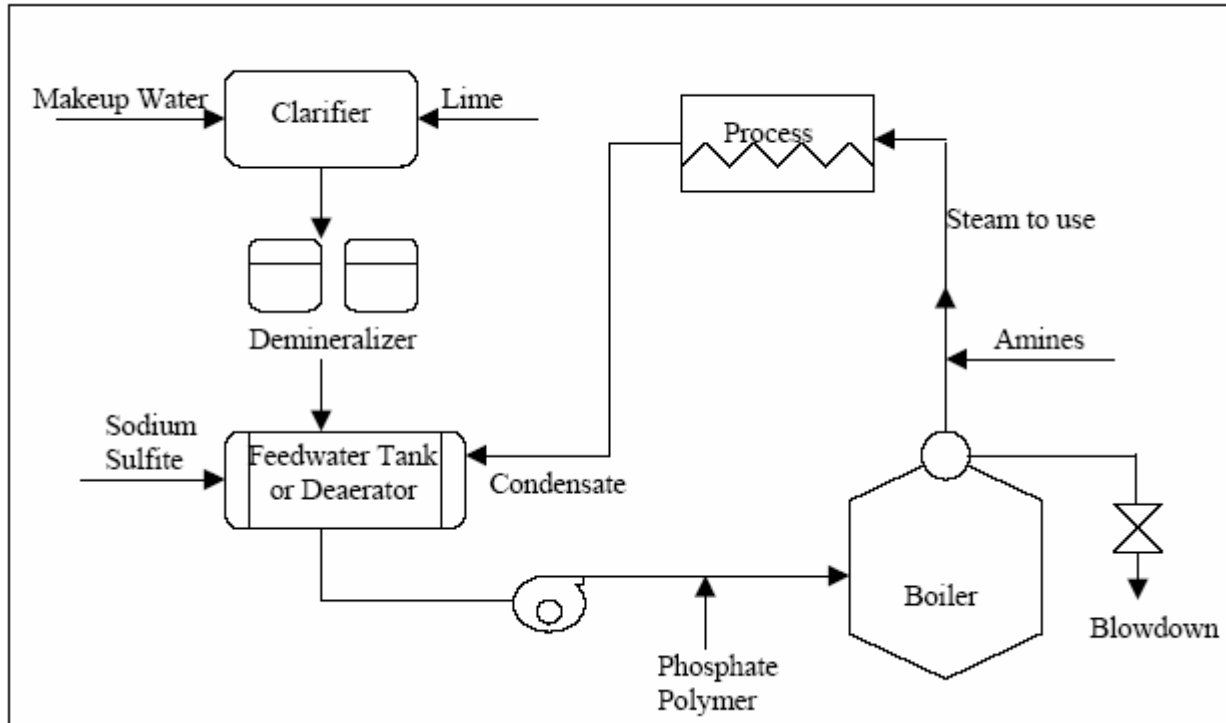 Makeup Water
Clarifier
Lime
Process
Steam to use
Demineralizer
Amines
Sodium
Sulfite
Feedwater Tank
or Deaerator
Condensate
Boiler
Blowdown
Phosphate
Polymer